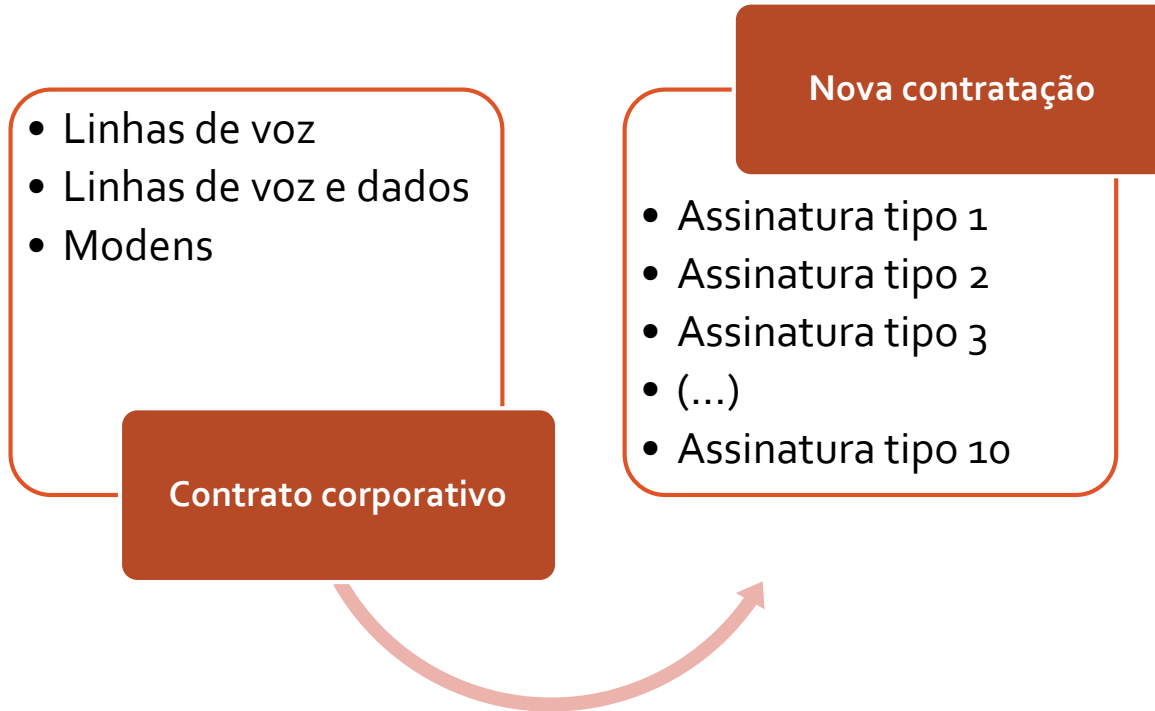 • Linhas de voz
• Linhas de voz e dados
• Modens
Contrato corporativo
Nova contratação
• Assinatura tipo 1
• Assinatura tipo 2
• Assinatura tipo 3
• (...)
• Assinatura tipo 10